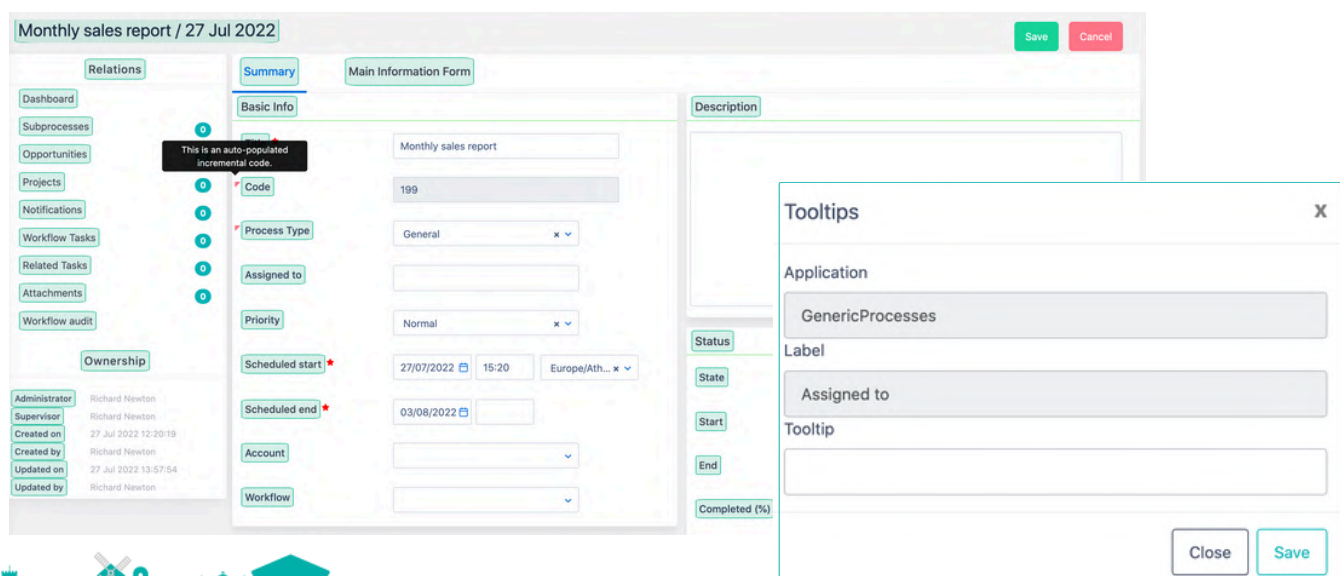 Monthly sales report / 27 Jul 2022
Save
Cancel
Relations
Dashboard
Subprocesses
0
Opportunities
Projects
0
Notifications
0
Workflow Tasks
0
Related Tasks
0
Attachments
0
Workflow audit
Ownership
Administrator Richard Newton
Supervisor Richard Newton
Created on 27 Jul 2022 12:20:19
Created by Richard Newton
Updated on 27 Jul 2022 13:57:54
Updated by Richard Newton
Summary
Main Information Form
Basic Info
Monthly sales report
This is an auto-populated
incremental code.
Code 199
Process Type General
Assigned to
Priority Normal
Scheduled start 27/07/2022 15:20 Europe/Ath...
Scheduled end 03/08/2022
Account
Workflow
Description
Status
State
Start
End
Completed (%)
Tooltips
X
Application
GenericProcesses
Label
Assigned to
Tooltip
Close
Save